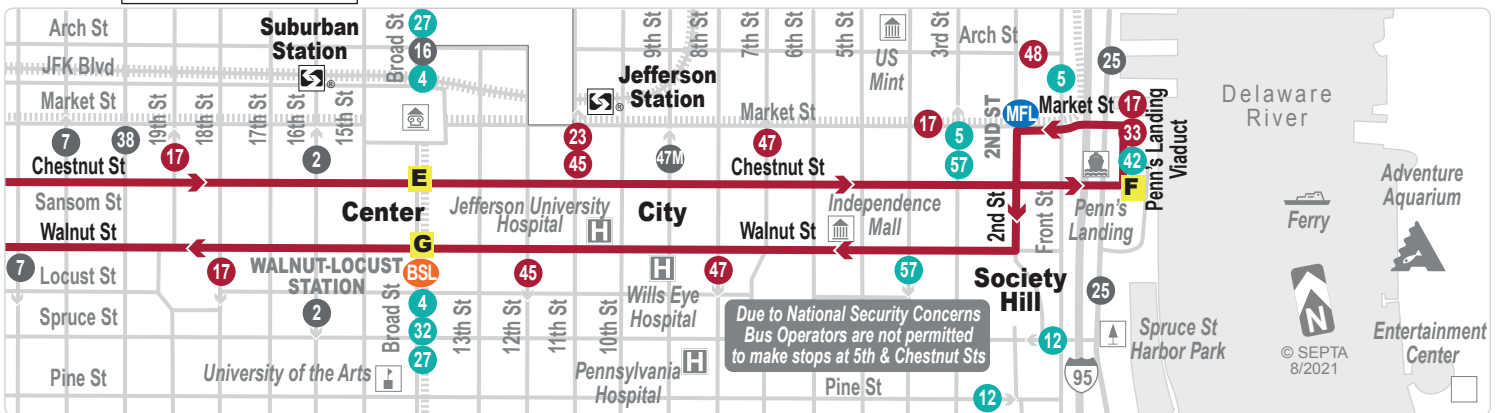 Arch St
Suburban
Station
®
JFK Blvd
Market St
19th St
18th St
17th St
16th St
15th St
Broad St
27
16
4
7
38
17
2
Chestnut St
Sansom St
Walnut St
7
Locust St
17
WALNUT-LOCUST
STATION
2
Spruce St
Pine St
University of the Arts
E
Center
G
BSL
Broad St
4
32
27
13th St
12th St
11th St
10th St
Jefferson
Station
®
9th St
8th St
7th St
6th St
5th St
23
45
47M
47
Market St
Chestnut St
Jefferson University
Hospital
H
City
Walnut St
45
H
Wills Eye
Hospital
47
57
Pennsylvania
Hospital
H
Due to National Security Concerns
Bus Operators are not permitted
to make stops at 5th & Chestnut Sts
US
Mint
3rd St
Arch St
48
5
25
17
5
57
2ND ST
MFL
Market St
17
33
42
F
Penn's Landing
Viaduct
Independence
Mall
2nd St
Front St
Penn's
Landing
Society
Hill
25
12
Pine St
12
95
Spruce St
Harbor Park
Delaware
River
Ferry
Adventure
Aquarium
N
© SEPTA
8/2021
Entertainment
Center